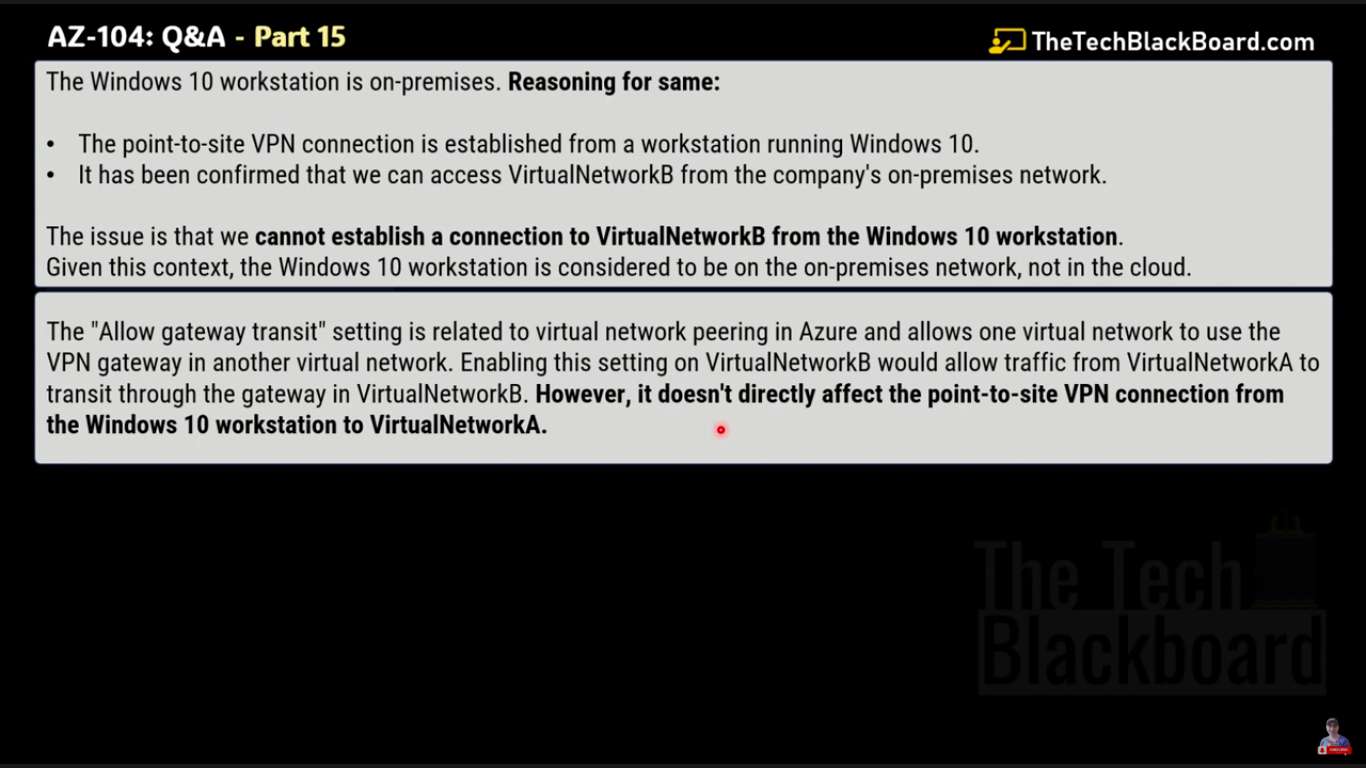 AZ-104: Q&A - Part 15
TheTechBlackBoard.com
The Windows 10 workstation is on-premises. Reasoning for same:
• The point-to-site VPN connection is established from a workstation running Windows 10.
• It has been confirmed that we can access VirtualNetworkB from the company's on-premises network.
The issue is that we cannot establish a connection to VirtualNetworkB from the Windows 10 workstation.
Given this context, the Windows 10 workstation is considered to be on the on-premises network, not in the cloud.
The "Allow gateway transit" setting is related to virtual network peering in Azure and allows one virtual network to use the
VPN gateway in another virtual network. Enabling this setting on VirtualNetworkB would allow traffic from VirtualNetworkA to
transit through the gateway in VirtualNetworkB. However, it doesn't directly affect the point-to-site VPN connection from
the Windows 10 workstation to VirtualNetworkA.
The Tech
Blackboard